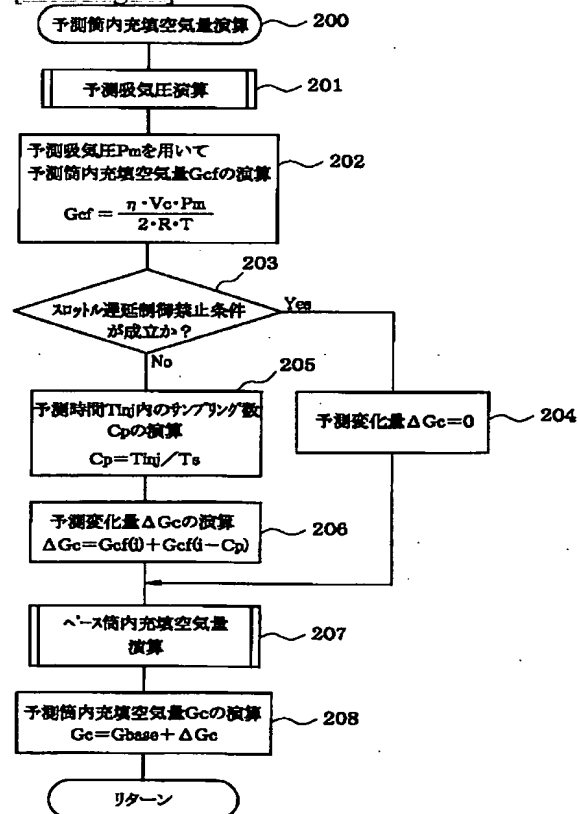 予測筒内充填空気量演算
200
予測吸気圧演算
201
予測吸気圧Pmを用いて
予測筒内充填空気量Gcfの演算
Gcf = η・Vc・Pm / 2・R・T
202
203
スロットル遅延制御禁止条件
が成立か?
Yes
No
205
予測時間Tinj内のサンプリング数
Cpの演算
Cp=Tinj/Ts
予測変化量ΔGc=0
204
予測変化量ΔGcの演算
ΔGc=Gcf(i)+Gcf(i-Cp)
206
ベース筒内充填空気量
演算
207
予測筒内充填空気量Gcの演算
Gc=Gbase+ΔGc
208
リターン